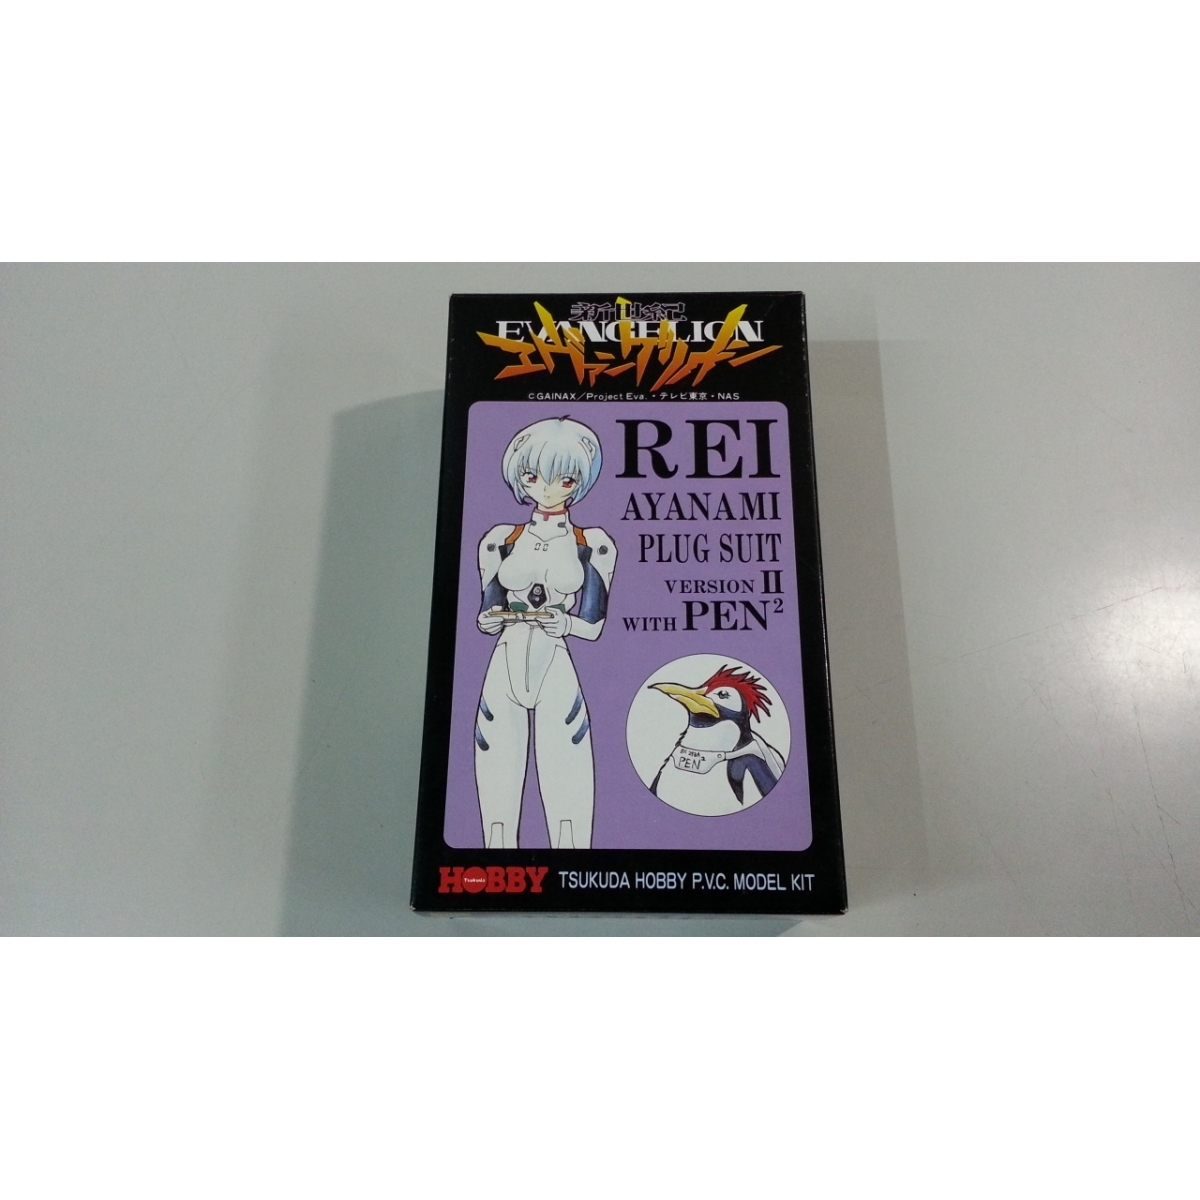 新世紀
EVANGELION
エヴァンゲリオン
©GAINAX/Project Eva.・テレビ東京・NAS
REI
AYANAMI
PLUG SUIT
VERSION II
WITH PEN²
PEN²
HOBBY
Tsukuda
TSUKUDA HOBBY P.V.C. MODEL KIT